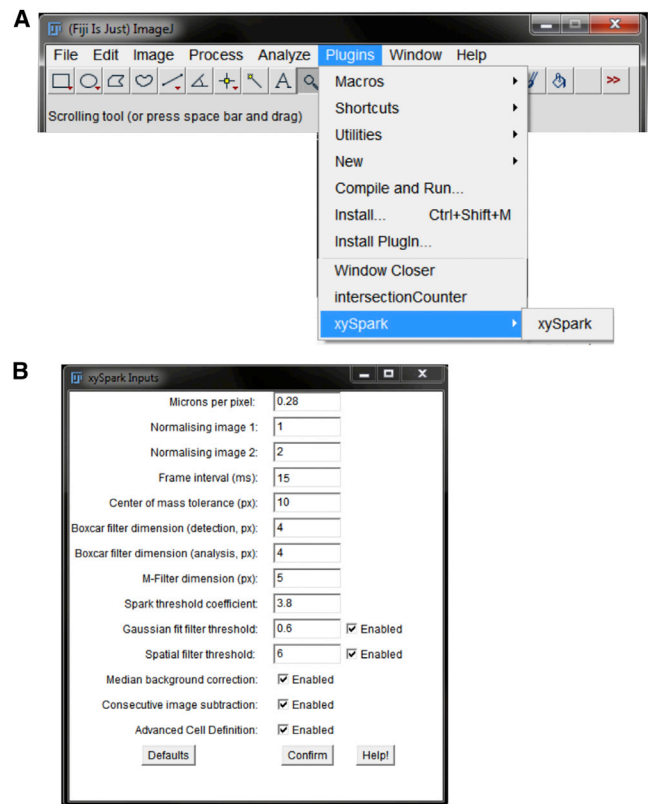 A
(Fiji Is Just) ImageJ
File Edit Image Process Analyze Plugins Window Help
A >>
Scrolling tool (or press space bar and drag)
Macros
Shortcuts
Utilities
New
Compile and Run...
Install... Ctrl+Shift+M
Install PlugIn...
Window Closer
intersectionCounter
xySpark xySpark
B
xySpark Inputs
Microns per pixel: 0.28
Normalising image 1: 1
Normalising image 2: 2
Frame interval (ms): 15
Center of mass tolerance (px): 10
Boxcar filter dimension (detection, px): 4
Boxcar filter dimension (analysis, px): 4
M-Filter dimension (px): 5
Spark threshold coefficient: 3.8
Gaussian fit filter threshold: 0.6 Enabled
Spatial filter threshold: 6 Enabled
Median background correction: Enabled
Consecutive image subtraction: Enabled
Advanced Cell Definition: Enabled
Defaults Confirm Help!